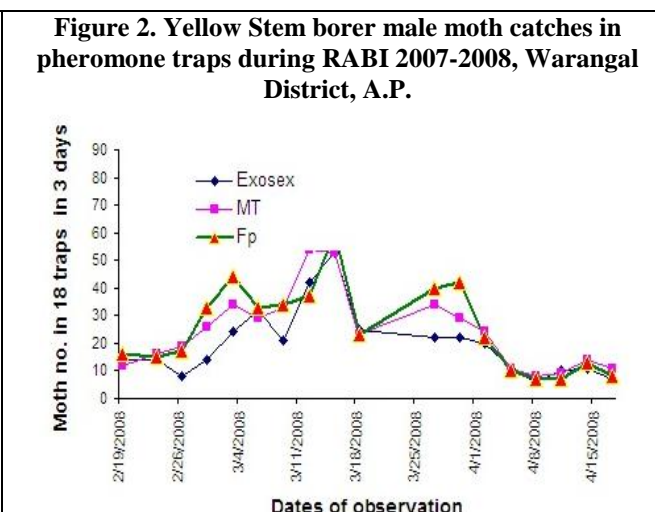 Figure 2. Yellow Stem borer male moth catches in
pheromone traps during RABI 2007-2008, Warangal
District, A.P.
Moth no. in 18 traps in 3 days
90
80
70
60
50
40
30
20
10
0
Exosex
MT
Fp
2/19/2008
2/26/2008
3/4/2008
3/11/2008
3/18/2008
3/25/2008
4/1/2008
4/8/2008
4/15/2008
Dates of observation